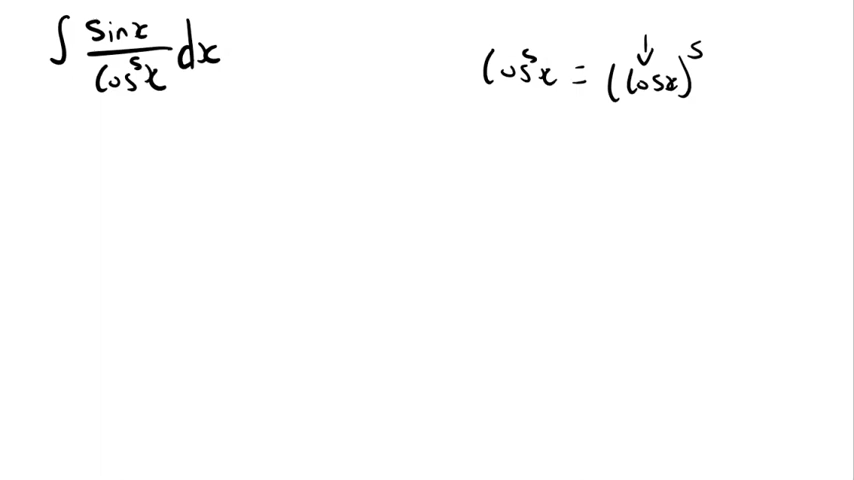 ∫ sinx / cos⁵x dx
cos⁵x = (cosx)⁵